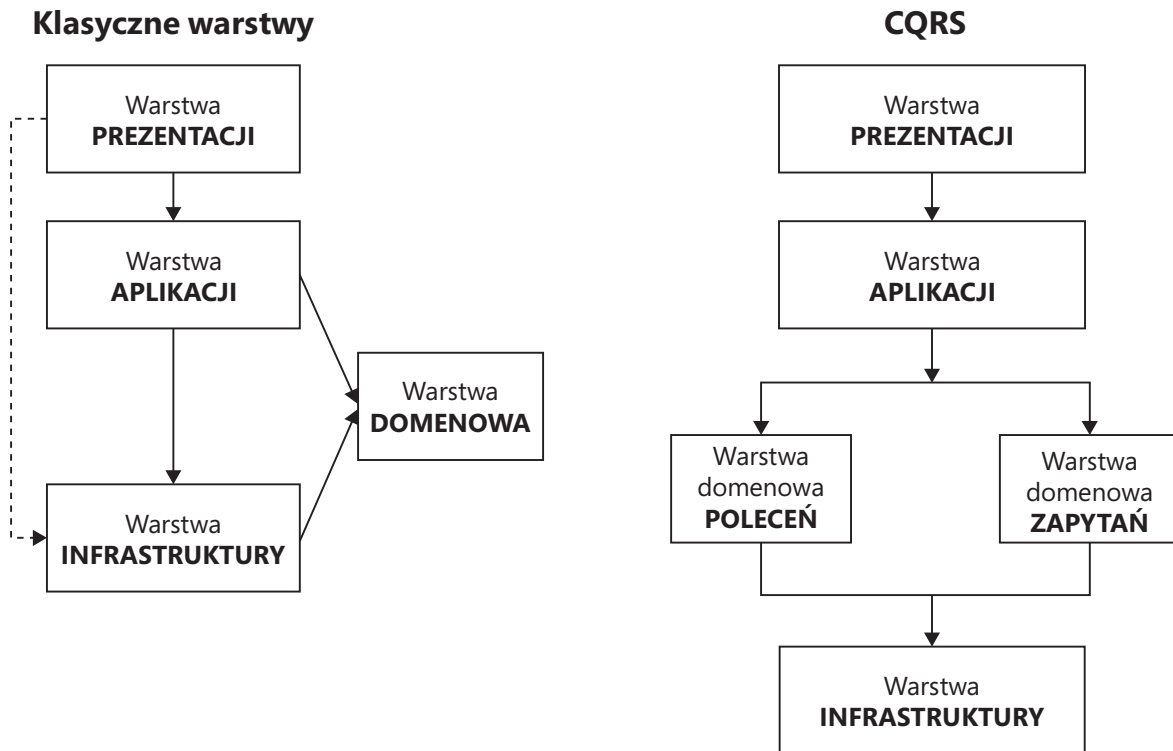 Klasyczne warstwy
Warstwa
PREZENTACJI
Warstwa
APLIKACJI
Warstwa
DOMENOWA
Warstwa
INFRASTRUKTURY
CQRS
Warstwa
PREZENTACJI
Warstwa
APLIKACJI
Warstwa
domenowa
POLECEŃ
Warstwa
domenowa
ZAPYTAŃ
Warstwa
INFRASTRUKTURY